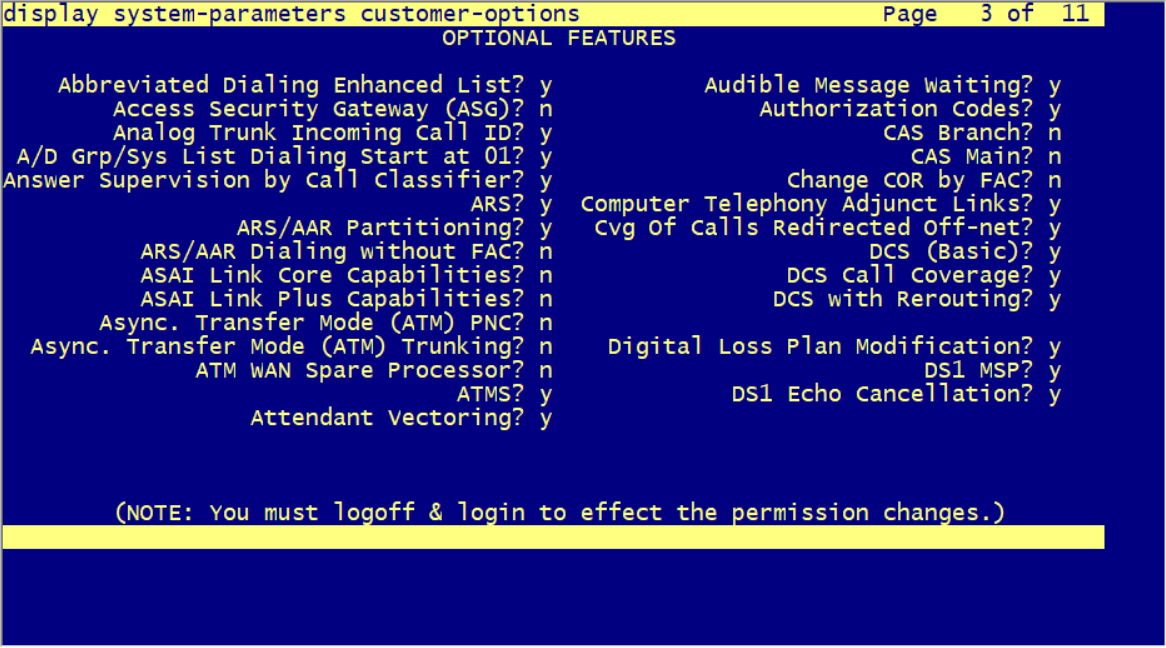 display system-parameters customer-options Page 3 of 11
OPTIONAL FEATURES
Abbreviated Dialing Enhanced List? y Audible Message Waiting? y
Access Security Gateway (ASG)? n Authorization Codes? y
Analog Trunk Incoming Call ID? y CAS Branch? n
A/D Grp/Sys List Dialing Start at 01? y CAS Main? n
Answer Supervision by Call Classifier? y Change COR by FAC? n
ARS? y Computer Telephony Adjunct Links? y
ARS/AAR Partitioning? y Cvg Of Calls Redirected Off-net? y
ARS/AAR Dialing without FAC? n DCS (Basic)? y
ASAI Link Core Capabilities? n DCS Call Coverage? y
ASAI Link Plus Capabilities? n DCS with Rerouting? y
Async. Transfer Mode (ATM) PNC? n
Async. Transfer Mode (ATM) Trunking? n Digital Loss Plan Modification? y
ATM WAN Spare Processor? n DS1 MSP? y
ATMS? y DS1 Echo Cancellation? y
Attendant Vectoring? y
(NOTE: You must logoff & login to effect the permission changes.)